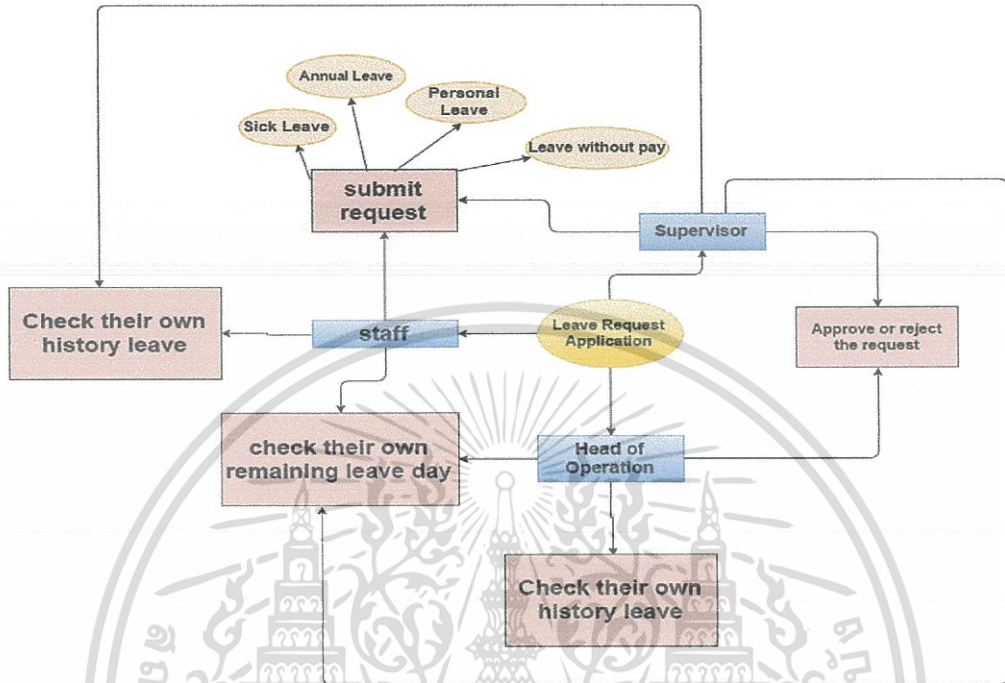 Annual Leave
Personal
Leave
Sick Leave
Leave without pay
submit
request
Supervisor
Check their own
history leave
staff
Leave Request
Application
Approve or reject
the request
check their own
remaining leave day
Head of
Operation
Check their own
history leave